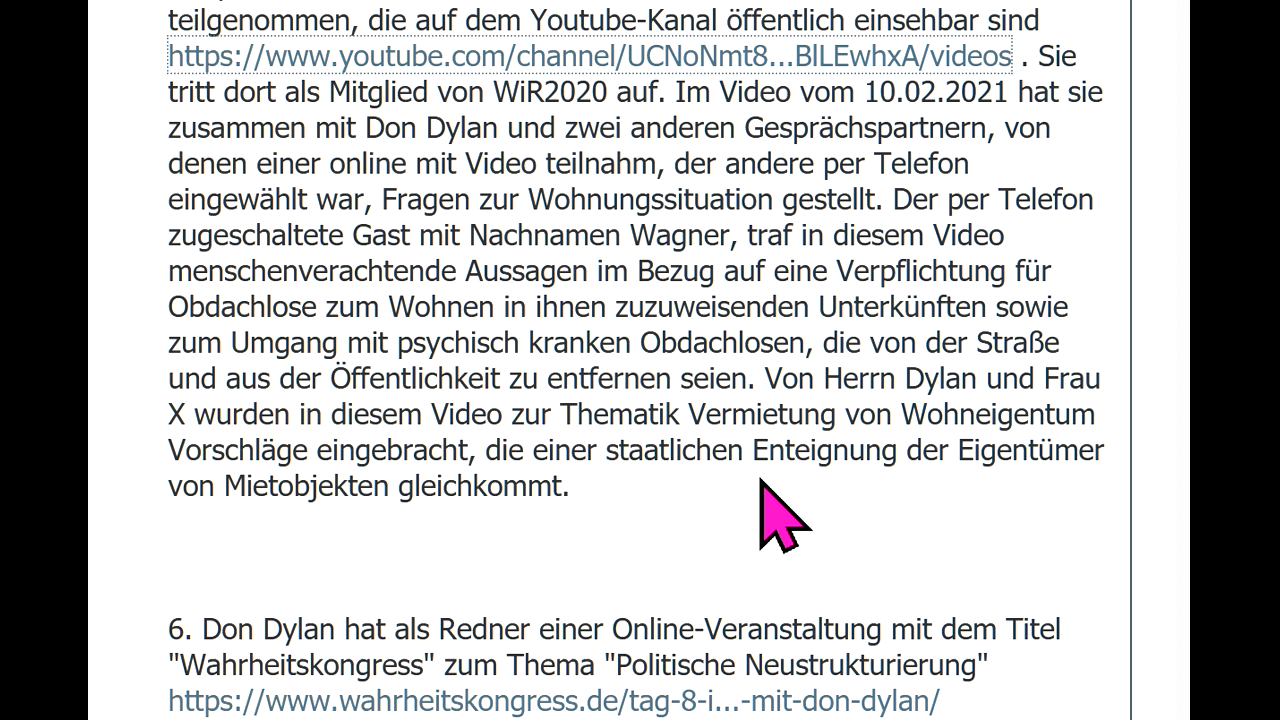 teilgenommen, die auf dem Youtube-Kanal öffentlich einsehbar sind
https://www.youtube.com/channel/UCNoNmt8...BlLEwhxA/videos . Sie
tritt dort als Mitglied von WiR2020 auf. Im Video vom 10.02.2021 hat sie
zusammen mit Don Dylan und zwei anderen Gesprächspartnern, von
denen einer online mit Video teilnahm, der andere per Telefon
eingewählt war, Fragen zur Wohnungssituation gestellt. Der per Telefon
zugeschaltete Gast mit Nachnamen Wagner, traf in diesem Video
menschenverachtende Aussagen im Bezug auf eine Verpflichtung für
Obdachlose zum Wohnen in ihnen zuzuweisenden Unterkünften sowie
zum Umgang mit psychisch kranken Obdachlosen, die von der Straße
und aus der Öffentlichkeit zu entfernen seien. Von Herrn Dylan und Frau
X wurden in diesem Video zur Thematik Vermietung von Wohneigentum
Vorschläge eingebracht, die einer staatlichen Enteignung der Eigentümer
von Mietobjekten gleichkommt.
6. Don Dylan hat als Redner einer Online-Veranstaltung mit dem Titel
"Wahrheitskongress" zum Thema "Politische Neustrukturierung"
https://www.wahrheitskongress.de/tag-8-i...-mit-don-dylan/